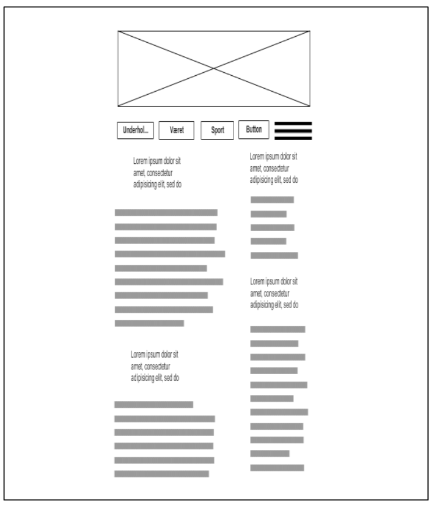 Underhol...
Været
Sport
Button
Lorem ipsum dolor sit
amet, consectetur
adipisicing elit, sed do
Lorem ipsum dolor sit
amet, consectetur
adipisicing elit, sed do
Lorem ipsum dolor sit
amet, consectetur
adipisicing elit, sed do
Lorem ipsum dolor sit
amet, consectetur
adipisicing elit, sed do